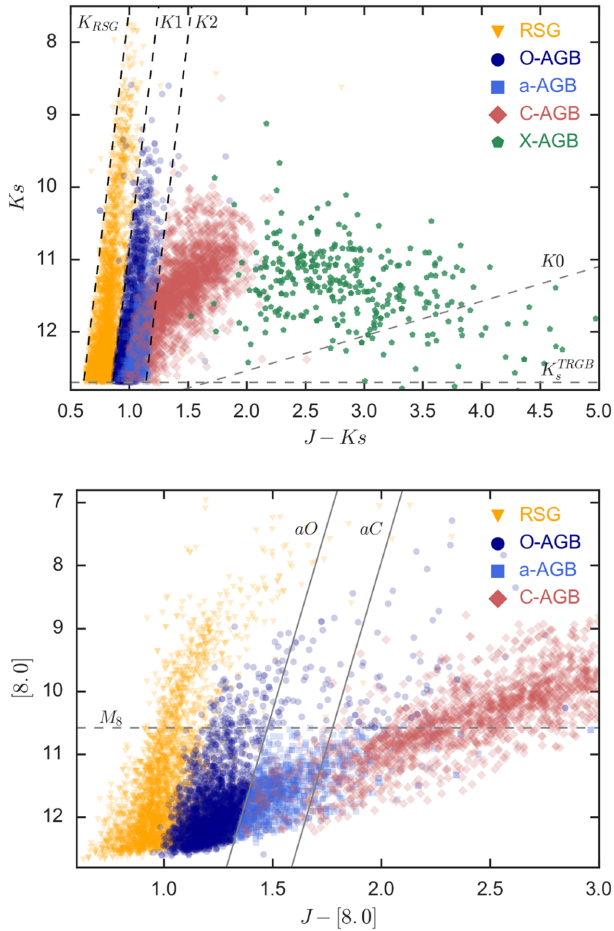 8
9
10
11
12
Ks
K_RSG K1 K2
RSG
O-AGB
a-AGB
C-AGB
X-AGB
K0
K_s^TRGB
0.5 1.0 1.5 2.0 2.5 3.0 3.5 4.0 4.5 5.0
J − Ks
7
8
9
10
11
12
[8.0]
aO aC
RSG
O-AGB
a-AGB
C-AGB
M_8
1.0 1.5 2.0 2.5 3.0
J − [8.0]